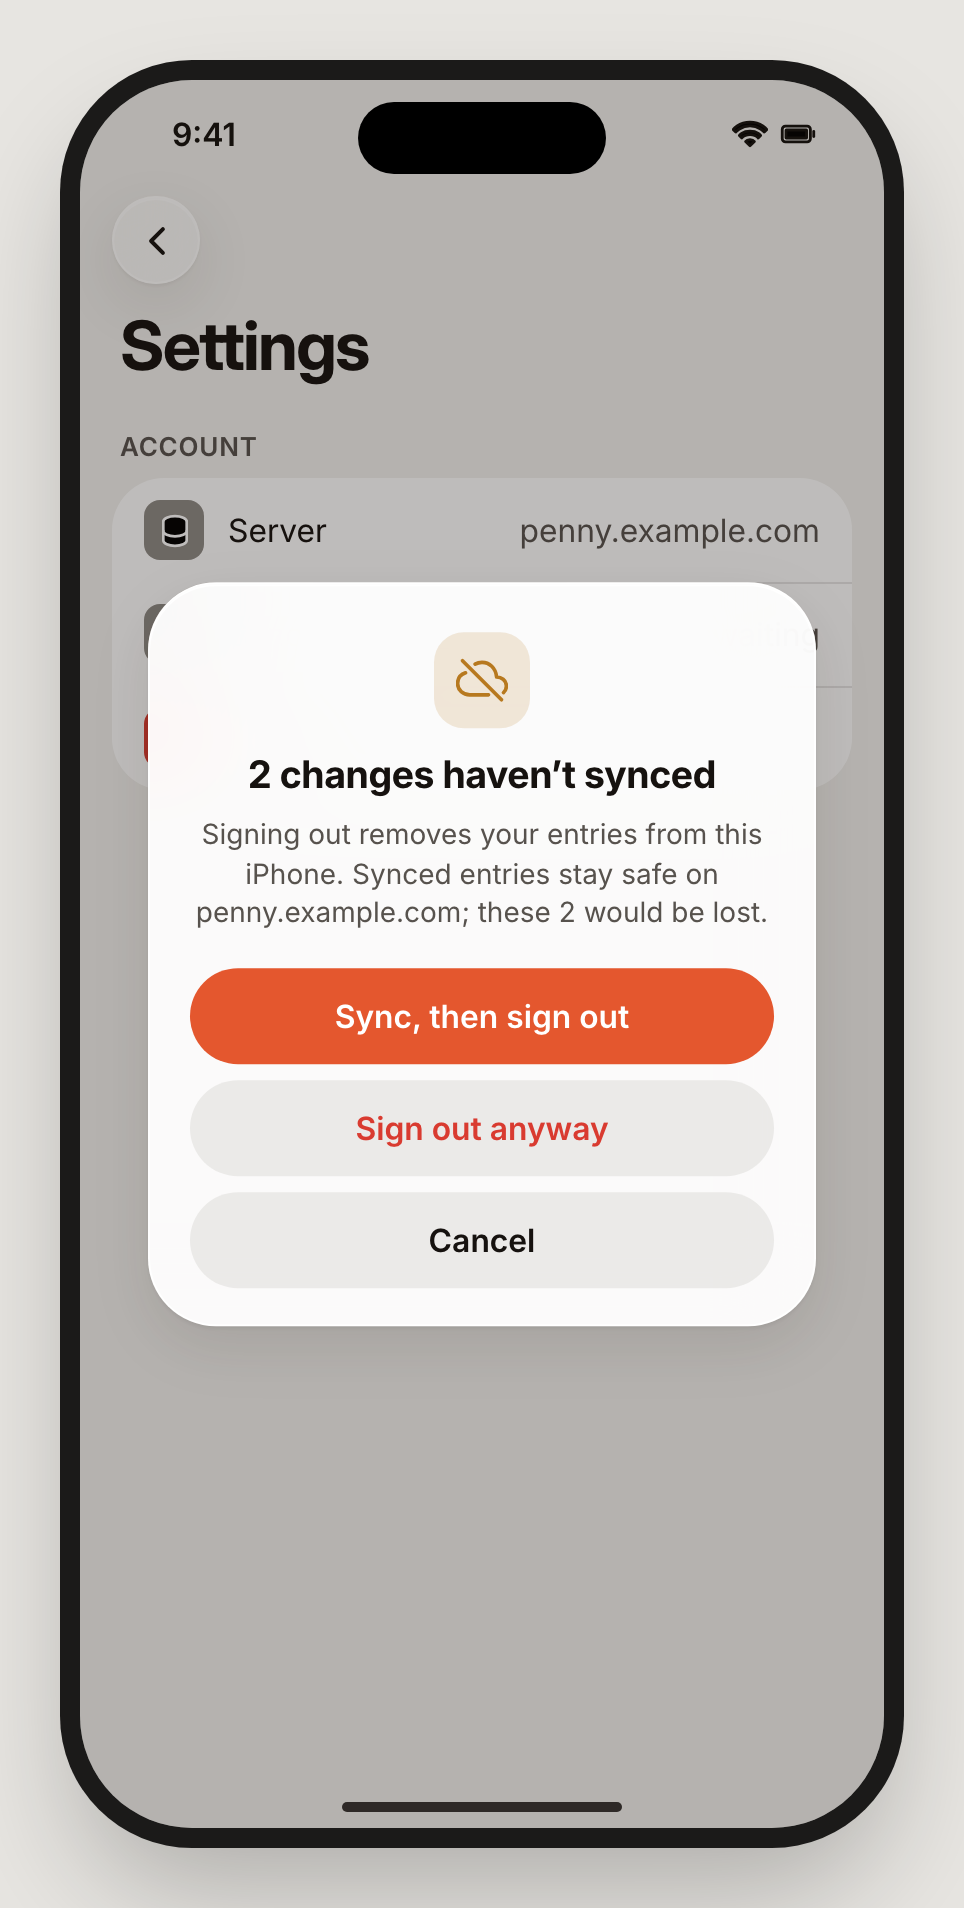 9:41
Settings
ACCOUNT
Server penny.example.com
2 changes haven’t synced
Signing out removes your entries from this
iPhone. Synced entries stay safe on
penny.example.com; these 2 would be lost.
Sync, then sign out
Sign out anyway
Cancel